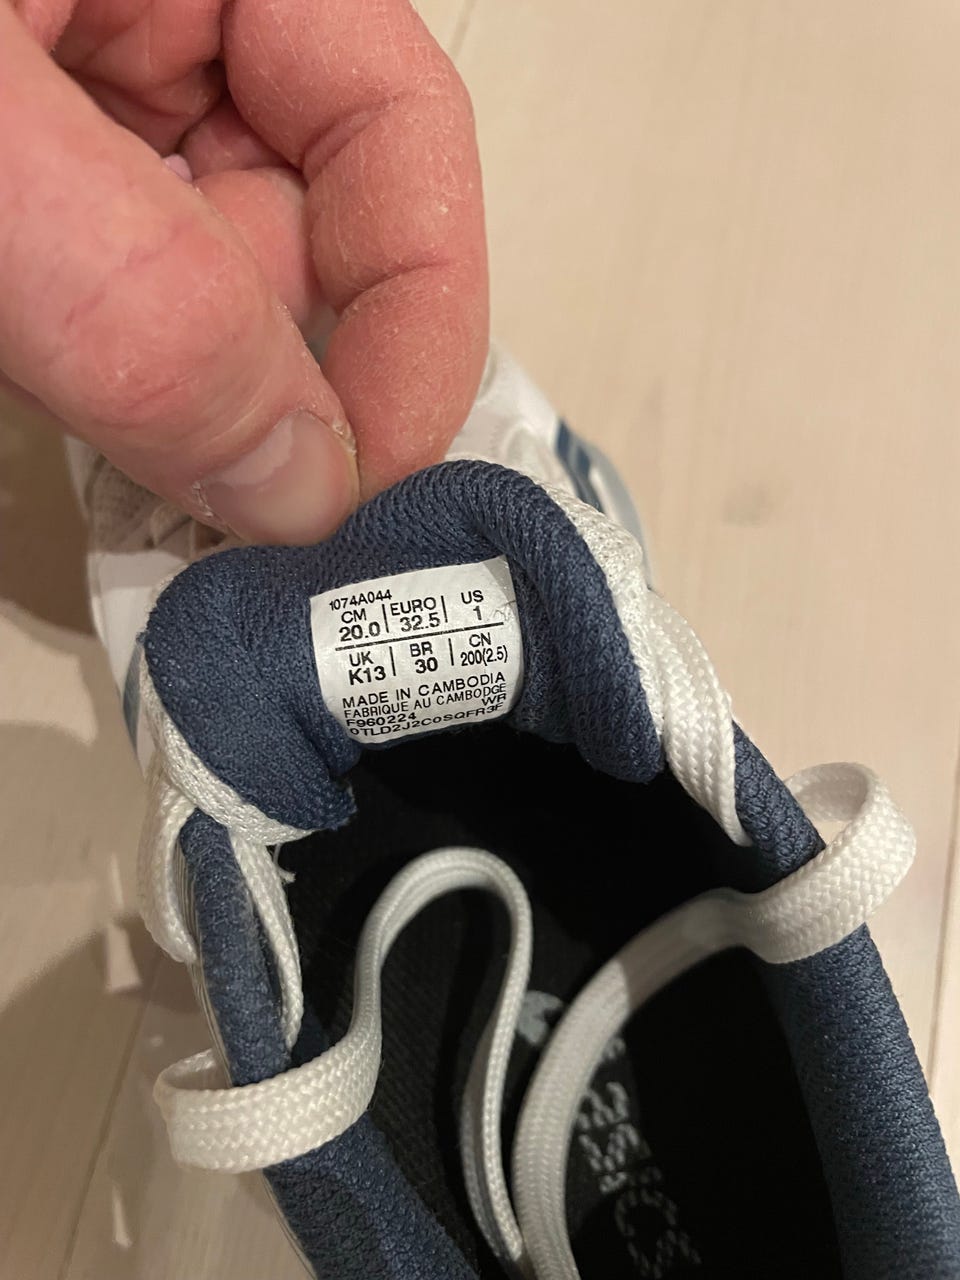 1074A044
CM EURO US
20.0 32.5 1
UK BR CN
K13 30 200(2.5)
MADE IN CAMBODIA
FABRIQUE AU CAMBODGE
F960224 WR
0TLD2J2C0SQFR3F
asics